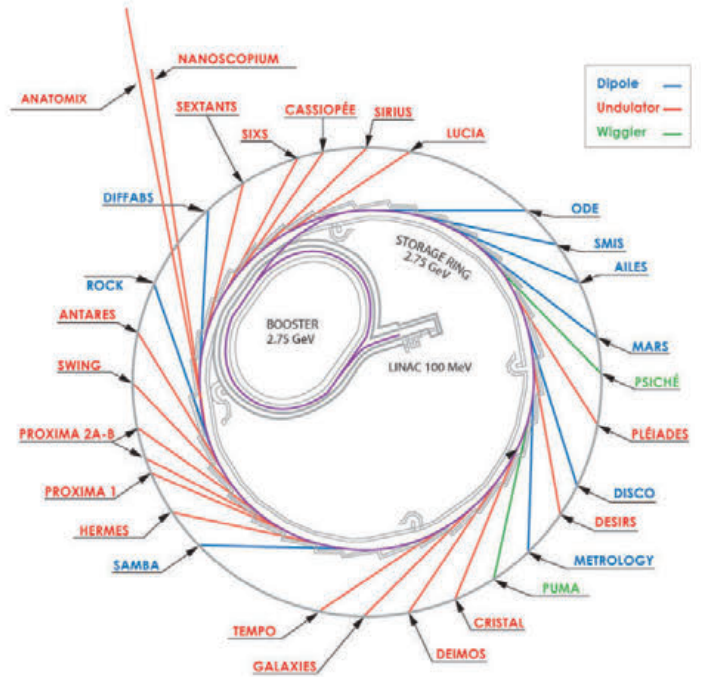 NANOSCOPIUM
ANATOMIX
SEXTANTS
SIXS
CASSIOPÉE
SIRIUS
LUCIA
Dipole
Undulator
Wiggler
DIFFABS
ODE
SMIS
AILES
ROCK
ANTARES
SWING
PROXIMA 2A-B
PROXIMA 1
HERMES
SAMBA
STORAGE RING
2.75 GeV
BOOSTER
2.75 GeV
LINAC 100 MeV
MARS
PSICHÉ
PLÉIADES
DISCO
DESIRS
METROLOGY
PUMA
CRISTAL
DEIMOS
GALAXIES
TEMPO